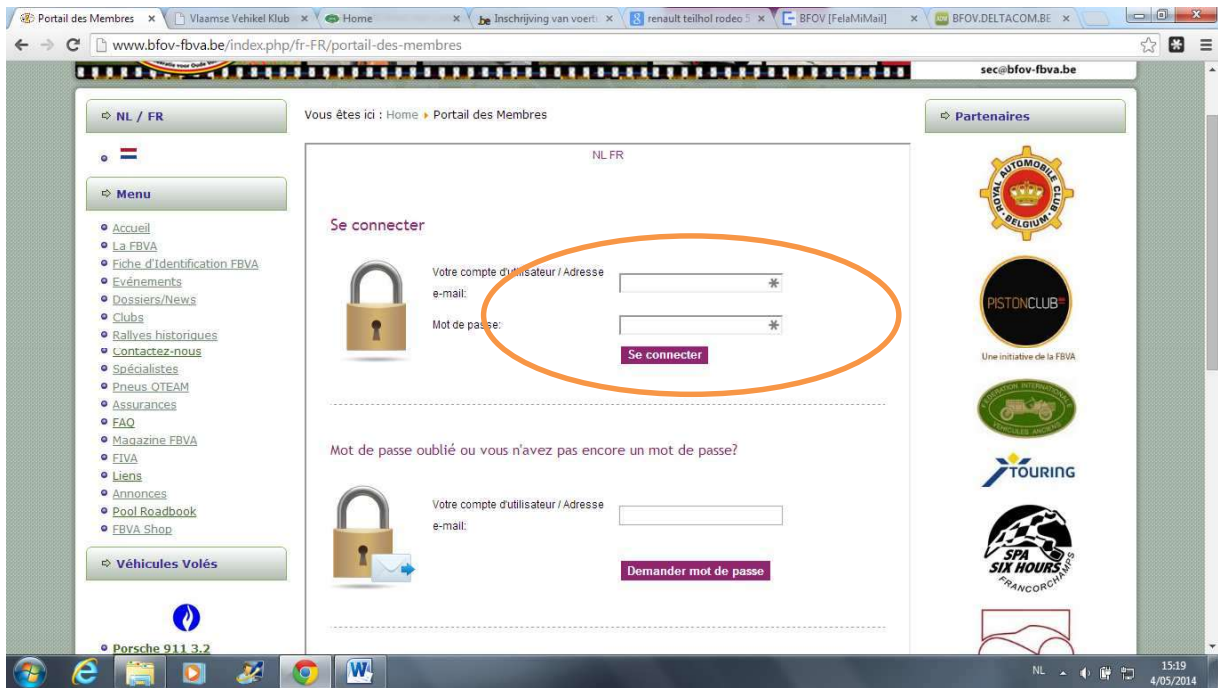 Portail des Membres
Vlaamse Vehikel Klub
Home
Inschrijving van voert
renault teilhol rodeo 5
BFOV [FelaMiMail]
BFOV.DELTACOM.BE
www.bfov-fbva.be/index.php/fr-FR/portail-des-membres
sec@bfov-fbva.be
NL / FR
Menu
Accueil
La FBVA
Fiche d'Identification FBVA
Evénements
Dossiers/News
Clubs
Rallyes historiques
Contactez-nous
Spécialistes
Pneus QTEAM
Assurances
FAQ
Magazine FBVA
FIVA
Liens
Annonces
Pool Roadbook
FBVA Shop
Véhicules Volés
Porsche 911 3.2
Vous êtes ici : Home Portail des Membres
NL FR
Se connecter
Votre compte d'utilisateur / Adresse
e-mail:
Mot de passe:
Se connecter
Mot de passe oublié ou vous n'avez pas encore un mot de passe?
Votre compte d'utilisateur / Adresse
e-mail:
Demander mot de passe
Partenaires
ROYAL AUTOMOBILE CLUB
BELGIUM
PISTONCLUB
Une initiative de la FBVA
FEDERATION INTERNATIONALE
VEHICULES ANCIENS
TOURING
SPA
SIX HOURS
FRANCORCHAMPS
NL
15:19
4/05/2014